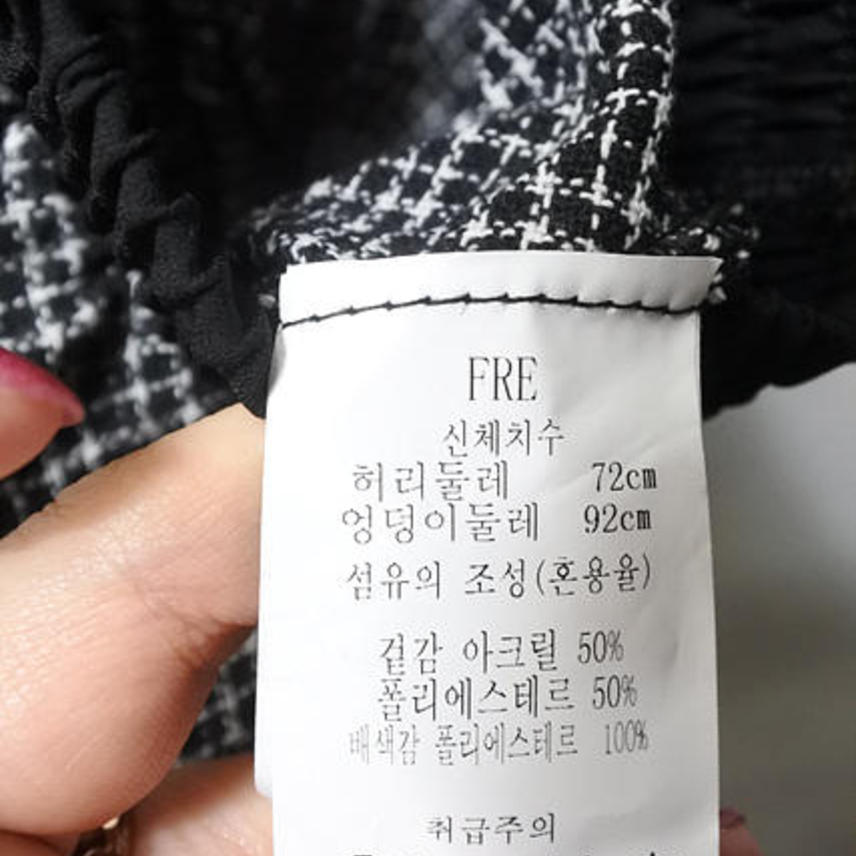 FRE
신체치수
허리둘레 72cm
엉덩이둘레 92cm
섬유의 조성(혼용율)
겉감 아크릴 50%
폴리에스테르 50%
배색감 폴리에스테르 100%
취급주의